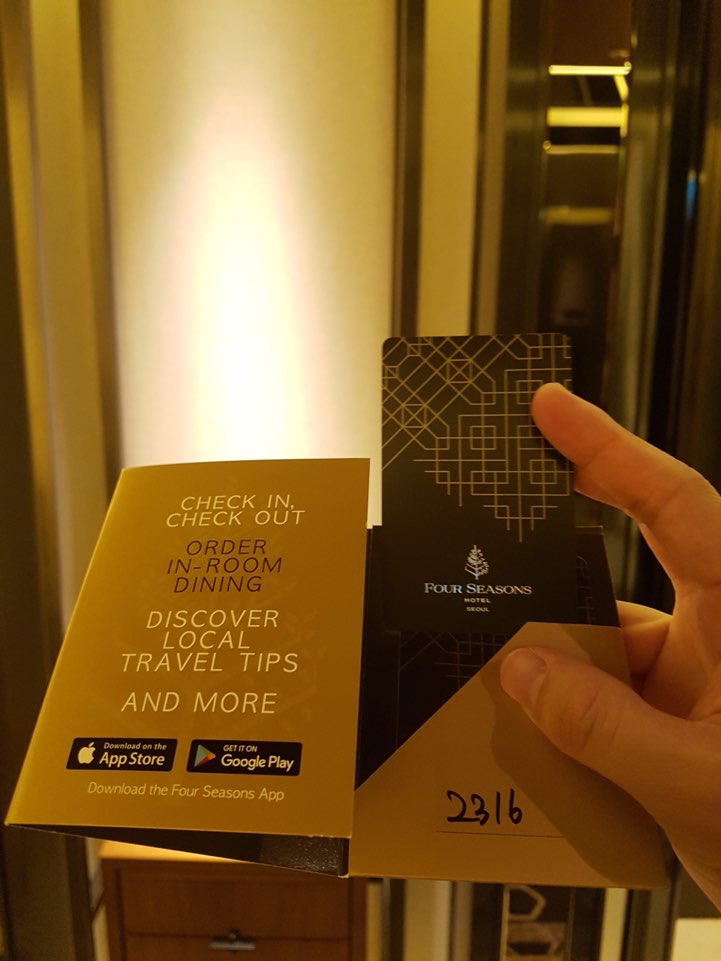 CHECK IN,
CHECK OUT
ORDER
IN-ROOM
DINING
DISCOVER
LOCAL
TRAVEL TIPS
AND MORE
Download on the
App Store
GET IT ON
Google Play
Download the Four Seasons App
FOUR SEASONS
HOTEL
SEOUL
2316